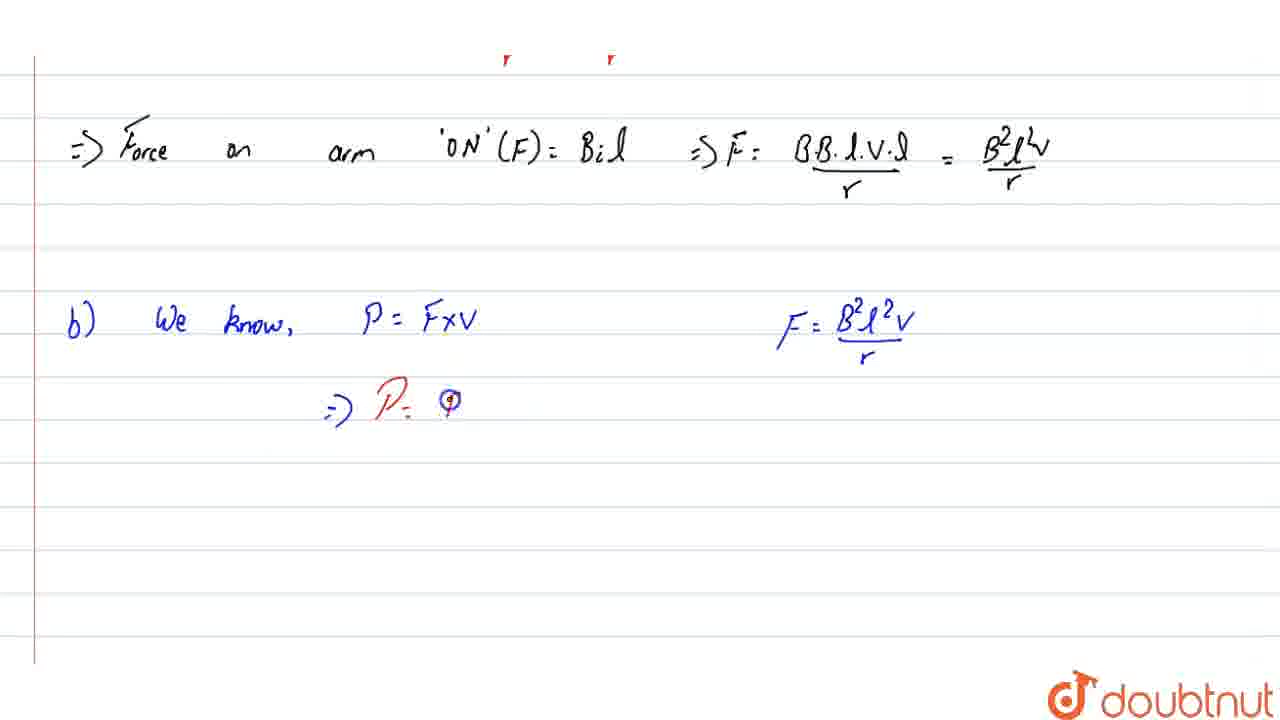 r r
=> Force on arm 'ON' (F) = Bil => F = BB.l.v.l/r = B²l²v/r
b) We know, P = F×V F = B²l²V/r
=> P =
doubtnut